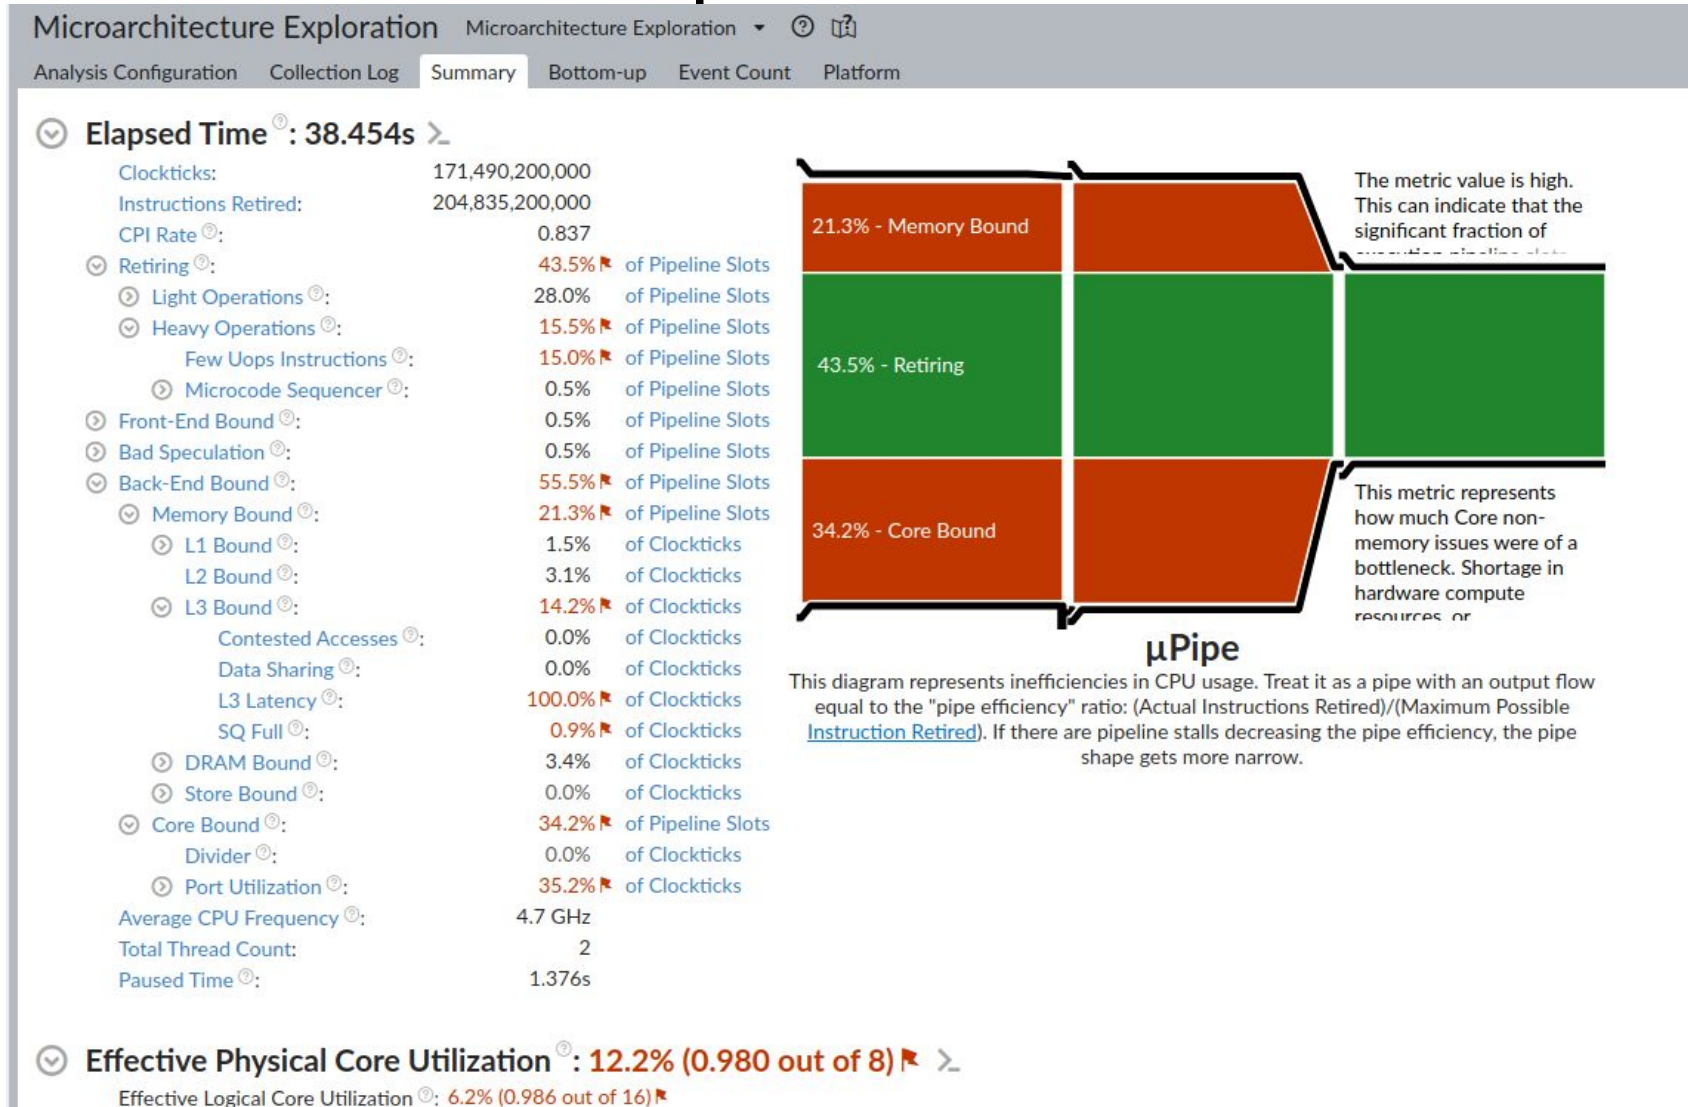 Microarchitecture Exploration Microarchitecture Exploration
Analysis Configuration Collection Log Summary Bottom-up Event Count Platform
Elapsed Time: 38.454s
Clockticks: 171,490,200,000
Instructions Retired: 204,835,200,000
CPI Rate: 0.837
Retiring: 43.5% of Pipeline Slots
Light Operations: 28.0% of Pipeline Slots
Heavy Operations: 15.5% of Pipeline Slots
Few Uops Instructions: 15.0% of Pipeline Slots
Microcode Sequencer: 0.5% of Pipeline Slots
Front-End Bound: 0.5% of Pipeline Slots
Bad Speculation: 0.5% of Pipeline Slots
Back-End Bound: 55.5% of Pipeline Slots
Memory Bound: 21.3% of Pipeline Slots
L1 Bound: 1.5% of Clockticks
L2 Bound: 3.1% of Clockticks
L3 Bound: 14.2% of Clockticks
Contested Accesses: 0.0% of Clockticks
Data Sharing: 0.0% of Clockticks
L3 Latency: 100.0% of Clockticks
SQ Full: 0.9% of Clockticks
DRAM Bound: 3.4% of Clockticks
Store Bound: 0.0% of Clockticks
Core Bound: 34.2% of Pipeline Slots
Divider: 0.0% of Clockticks
Port Utilization: 35.2% of Clockticks
Average CPU Frequency: 4.7 GHz
Total Thread Count: 2
Paused Time: 1.376s
21.3% - Memory Bound
43.5% - Retiring
34.2% - Core Bound
The metric value is high.
This can indicate that the
significant fraction of
execution pipeline slots
This metric represents
how much Core non-
memory issues were of a
bottleneck. Shortage in
hardware compute
resources, or
µPipe
This diagram represents inefficiencies in CPU usage. Treat it as a pipe with an output flow
equal to the "pipe efficiency" ratio: (Actual Instructions Retired)/(Maximum Possible
Instruction Retired). If there are pipeline stalls decreasing the pipe efficiency, the pipe
shape gets more narrow.
Effective Physical Core Utilization: 12.2% (0.980 out of 8)
Effective Logical Core Utilization: 6.2% (0.986 out of 16)